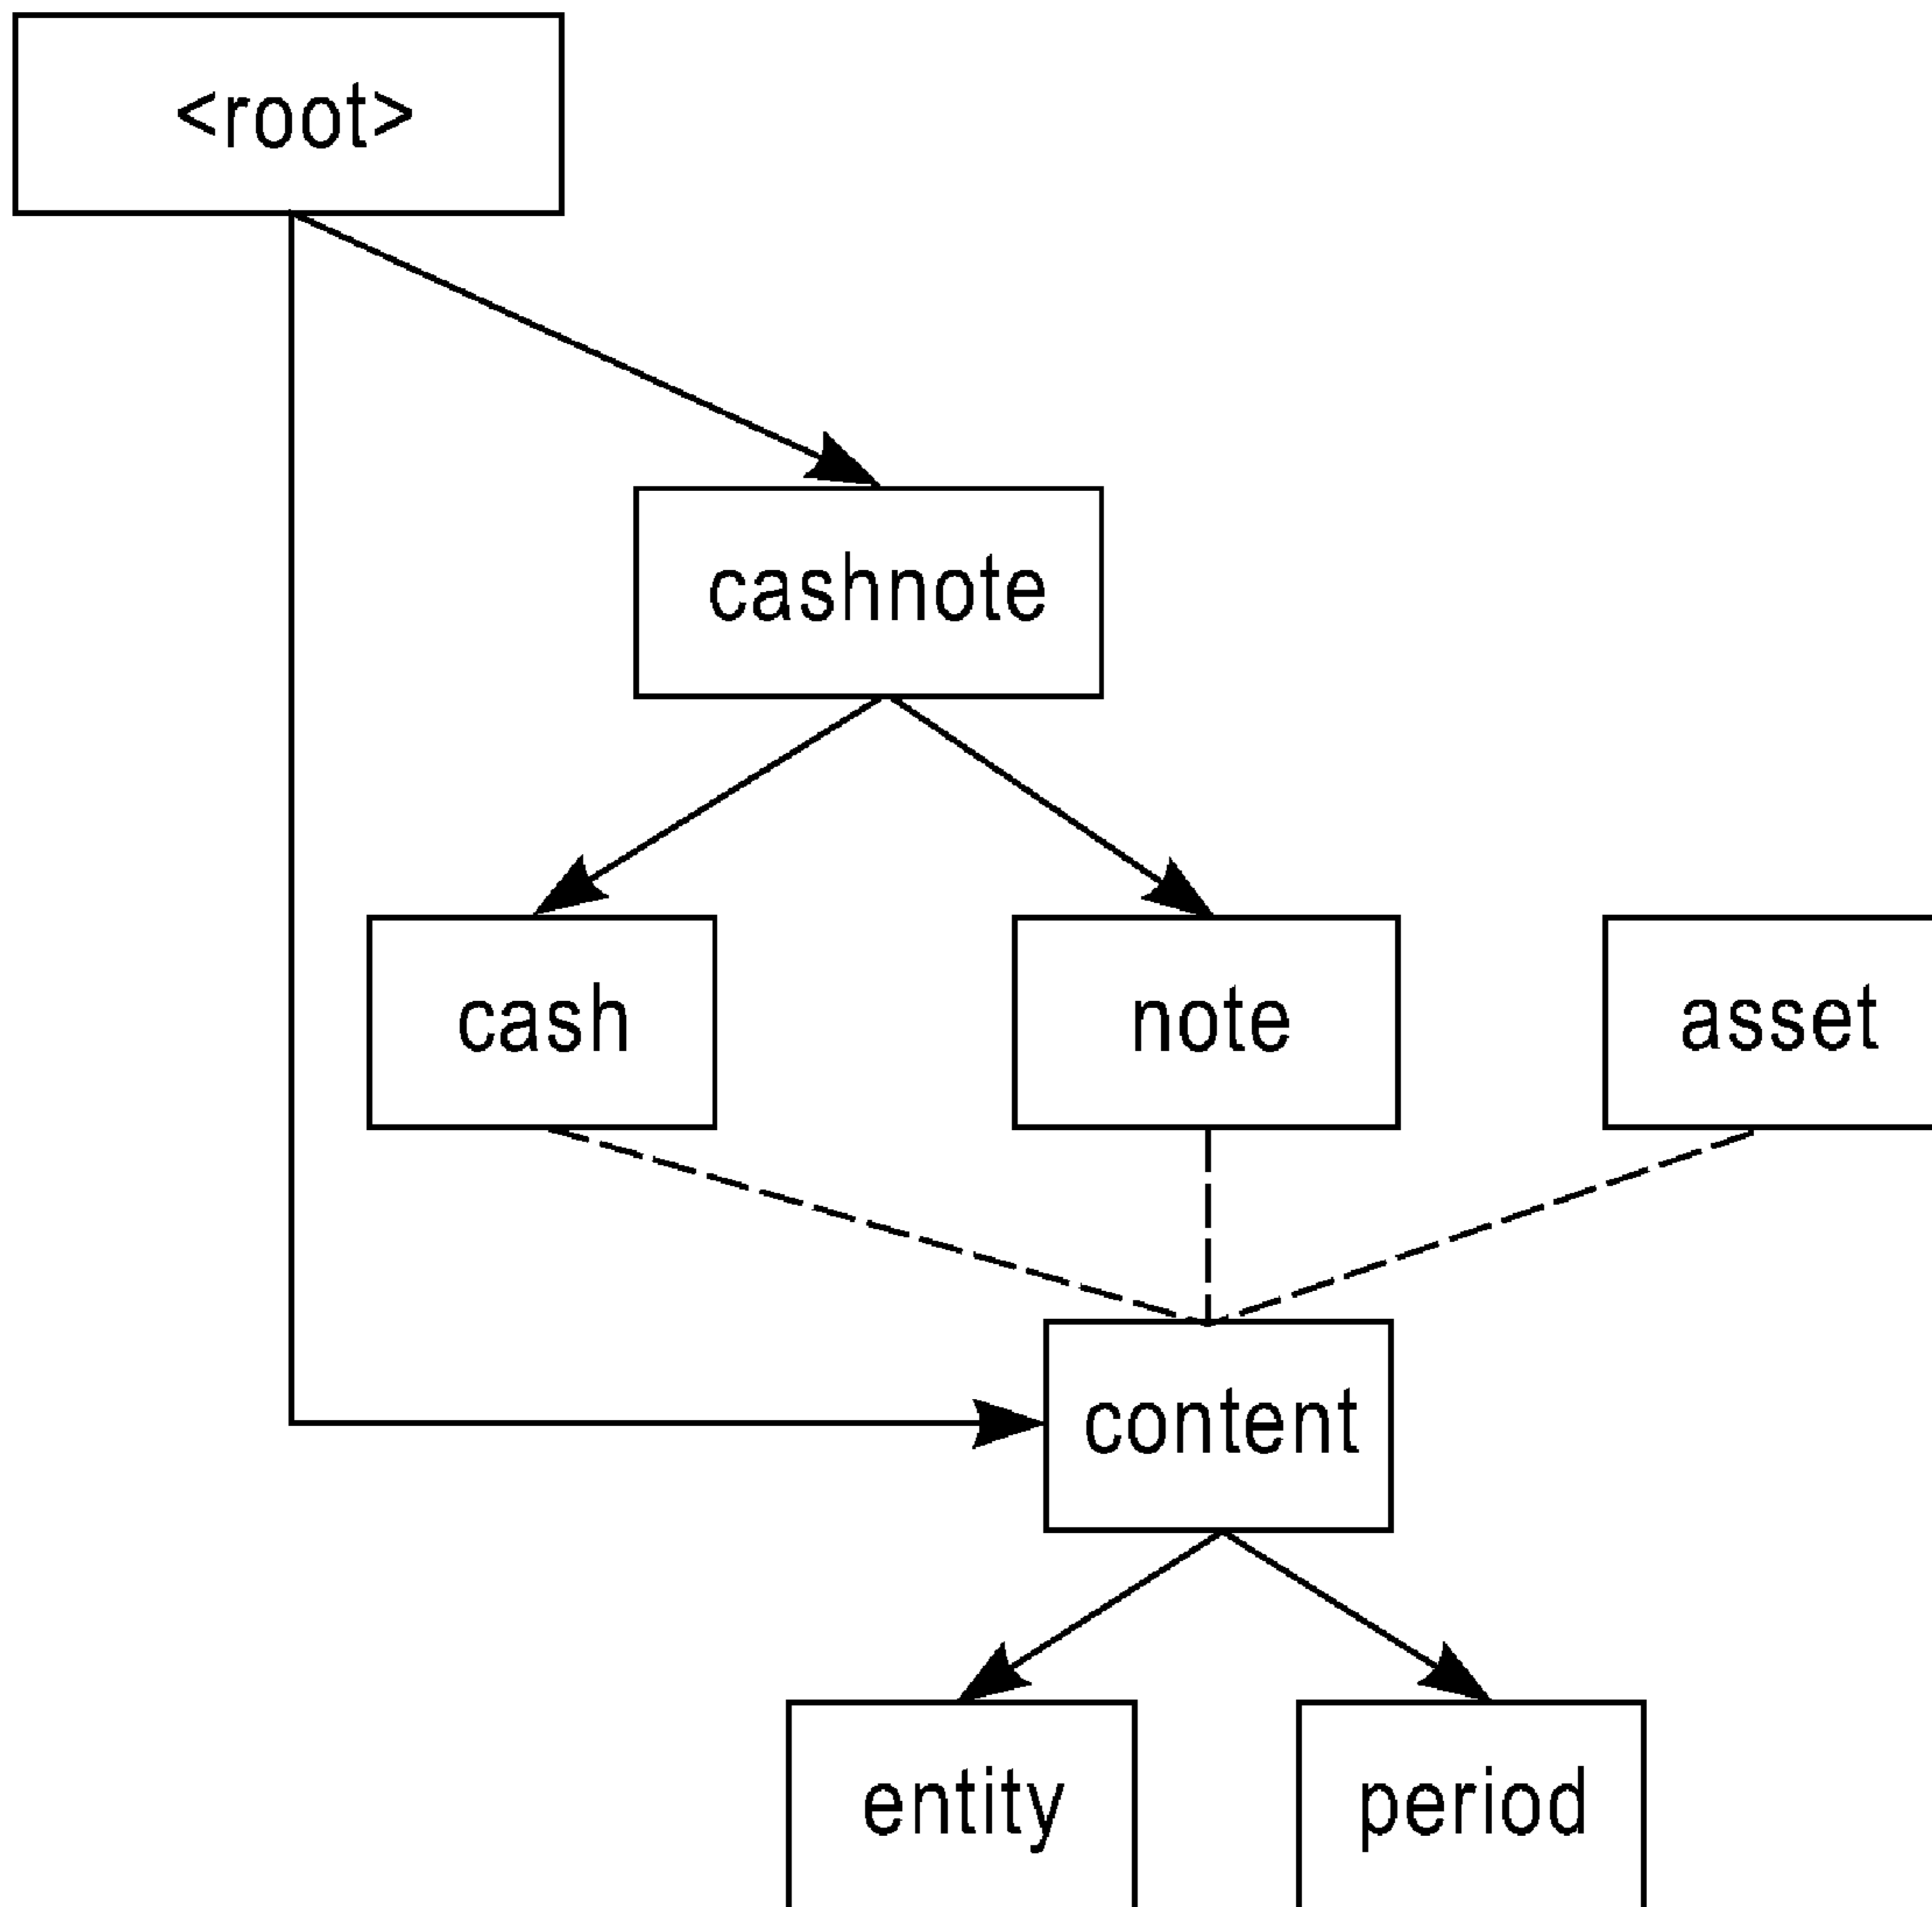 <root>
cashnote
cash
note
asset
content
entity
period